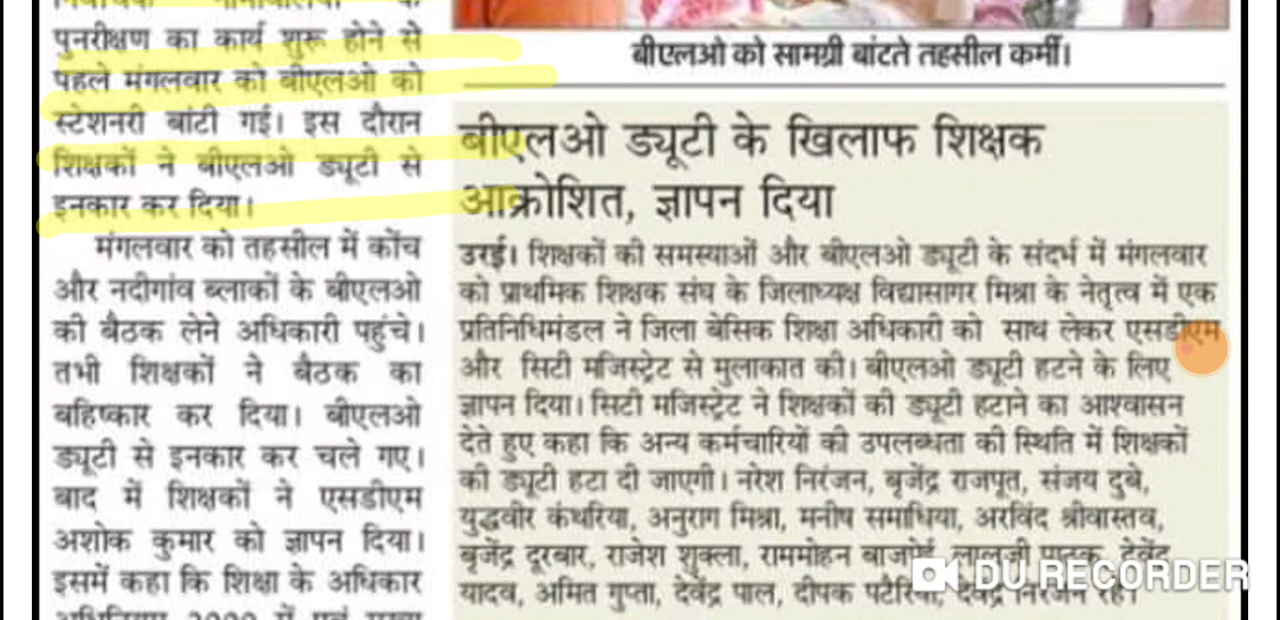 पुनरीक्षण का कार्य शुरू होने से
पहले मंगलवार को बीएलओ को
स्टेशनरी बांटी गई। इस दौरान
शिक्षकों ने बीएलओ ड्यूटी से
इनकार कर दिया।
मंगलवार को तहसील में कोंच
और नदीगांव ब्लाकों के बीएलओ
की बैठक लेने अधिकारी पहुंचे।
तभी शिक्षकों ने बैठक का
बहिष्कार कर दिया। बीएलओ
ड्यूटी से इनकार कर चले गए।
बाद में शिक्षकों ने एसडीएम
अशोक कुमार को ज्ञापन दिया।
इसमें कहा कि शिक्षा के अधिकार
बीएलओ को सामग्री बांटते तहसील कर्मी।
बीएलओ ड्यूटी के खिलाफ शिक्षक
आक्रोशित, ज्ञापन दिया
उरई। शिक्षकों की समस्याओं और बीएलओ ड्यूटी के संदर्भ में मंगलवार
को प्राथमिक शिक्षक संघ के जिलाध्यक्ष विद्यासागर मिश्रा के नेतृत्व में एक
प्रतिनिधिमंडल ने जिला बेसिक शिक्षा अधिकारी को साथ लेकर एसडीएम
और सिटी मजिस्ट्रेट से मुलाकात की। बीएलओ ड्यूटी हटने के लिए
ज्ञापन दिया। सिटी मजिस्ट्रेट ने शिक्षकों की ड्यूटी हटाने का आश्वासन
देते हुए कहा कि अन्य कर्मचारियों की उपलब्धता की स्थिति में शिक्षकों
की ड्यूटी हटा दी जाएगी। नरेश निरंजन, बृजेंद्र राजपूत, संजय दुबे,
युद्धवीर कंथरिया, अनुराग मिश्रा, मनीष समाधिया, अरविंद श्रीवास्तव,
बृजेंद्र दूरबार, राजेश शुक्ला, राममोहन बाजपेई, लालजी पाठक, देवेंद्र
यादव, अमित गुप्ता, देवेंद्र पाल, दीपक पटैरिया, देवेंद्र निरंजन रहे।
DU RECORDER